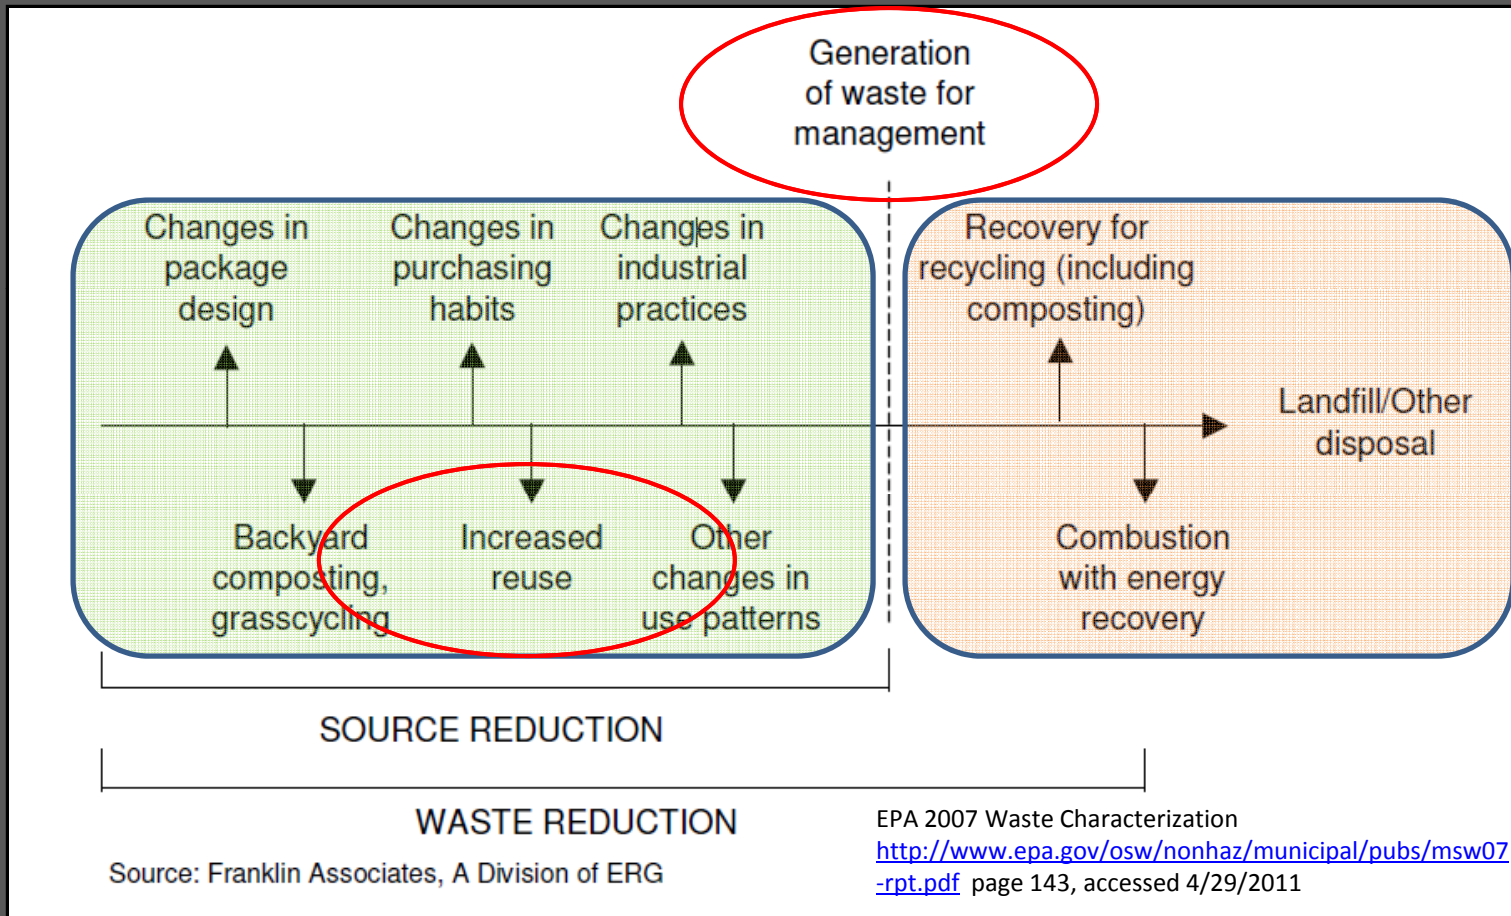 Generation
of waste for
management
Changes in
package
design
Changes in
purchasing
habits
Changes in
industrial
practices
Recovery for
recycling (including
composting)
Landfill/Other
disposal
Backyard
composting,
grasscycling
Increased
reuse
Other
changes in
use patterns
Combustion
with energy
recovery
SOURCE REDUCTION
WASTE REDUCTION
Source: Franklin Associates, A Division of ERG
EPA 2007 Waste Characterization
http://www.epa.gov/osw/nonhaz/municipal/pubs/msw07
-rpt.pdf page 143, accessed 4/29/2011